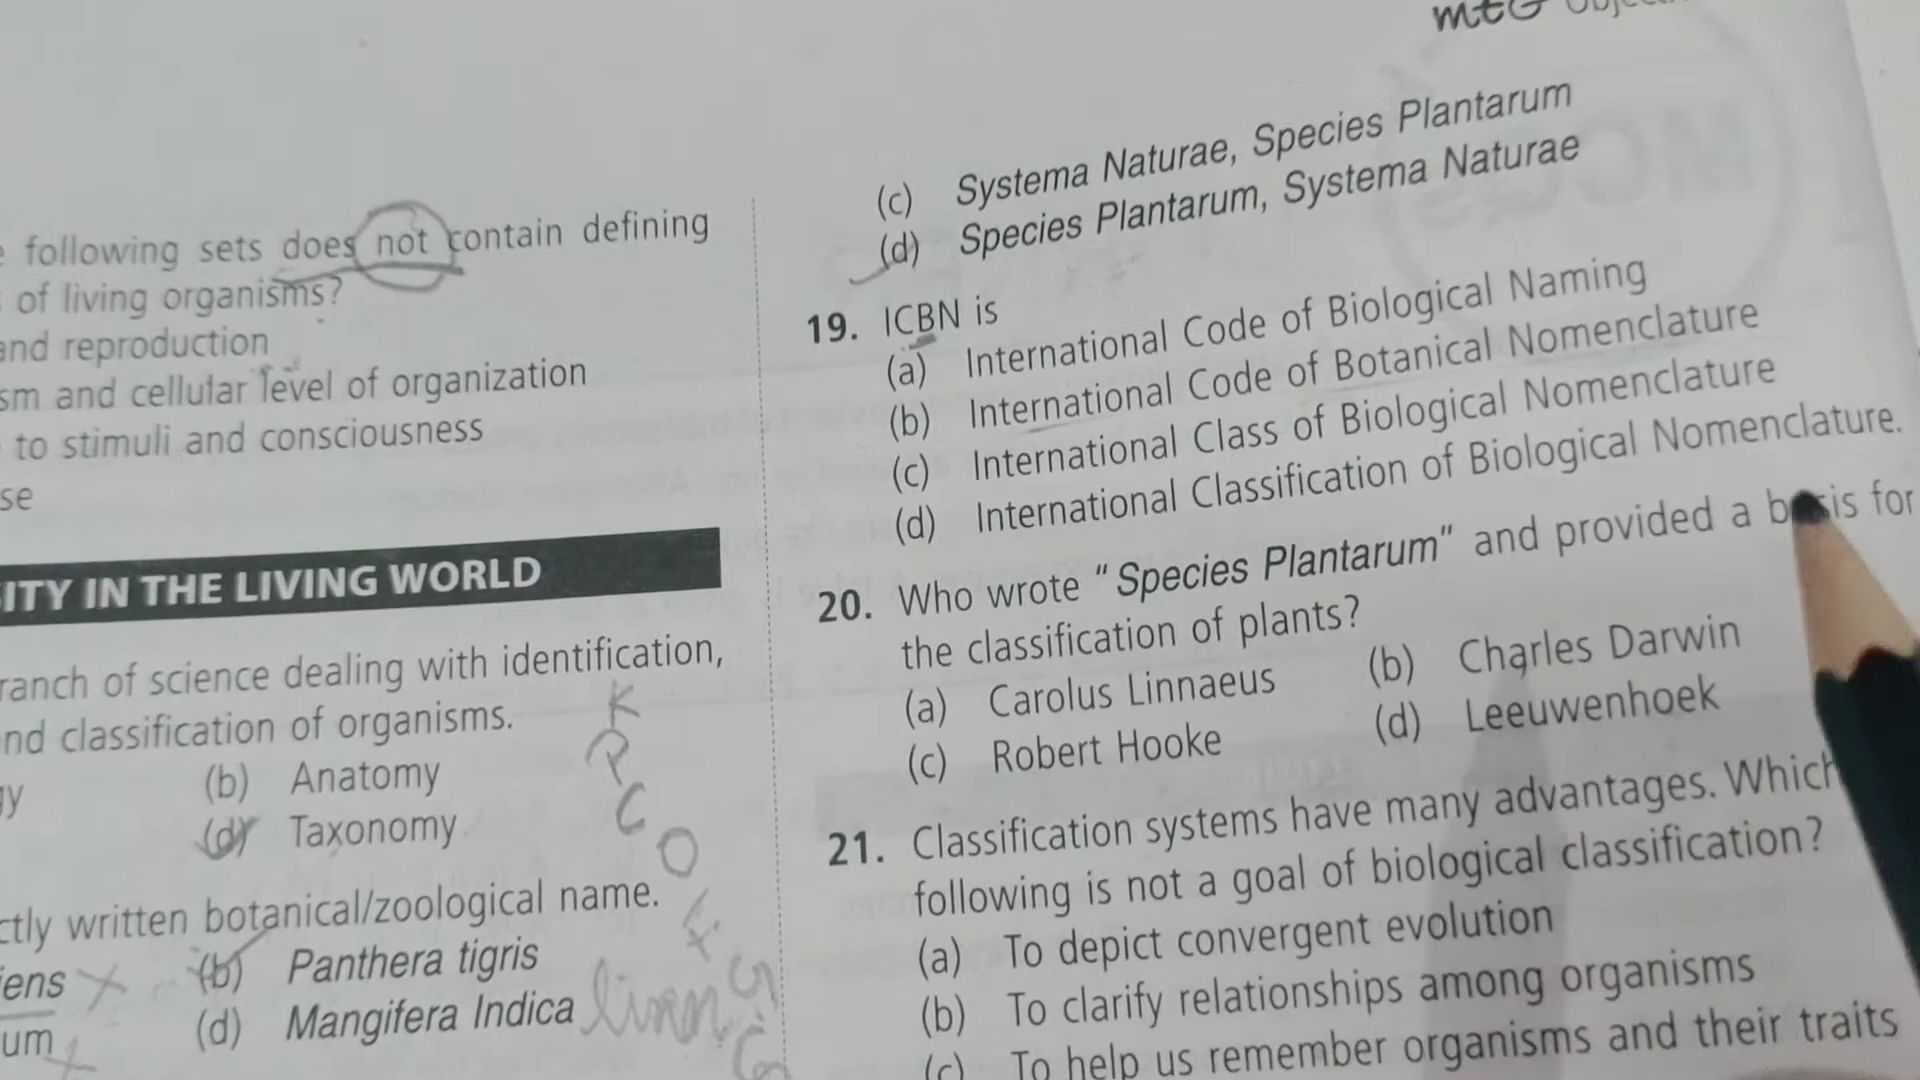 mtG
following sets does not contain defining
of living organisms?
and reproduction
and cellular level of organization
to stimuli and consciousness
ITY IN THE LIVING WORLD
ranch of science dealing with identification,
nd classification of organisms.
(b) Anatomy
(d) Taxonomy
K
P
C
O
F
G
S
ctly written botanical/zoological name.
(b) Panthera tigris
(d) Mangifera Indica
(c) Systema Naturae, Species Plantarum
(d) Species Plantarum, Systema Naturae
19. ICBN is
(a) International Code of Biological Naming
(b) International Code of Botanical Nomenclature
(c) International Class of Biological Nomenclature
(d) International Classification of Biological Nomenclature.
20. Who wrote "Species Plantarum" and provided a basis for
the classification of plants?
(a) Carolus Linnaeus (b) Charles Darwin
(c) Robert Hooke (d) Leeuwenhoek
21. Classification systems have many advantages. Which
following is not a goal of biological classification?
(a) To depict convergent evolution
(b) To clarify relationships among organisms
(c) To help us remember organisms and their traits